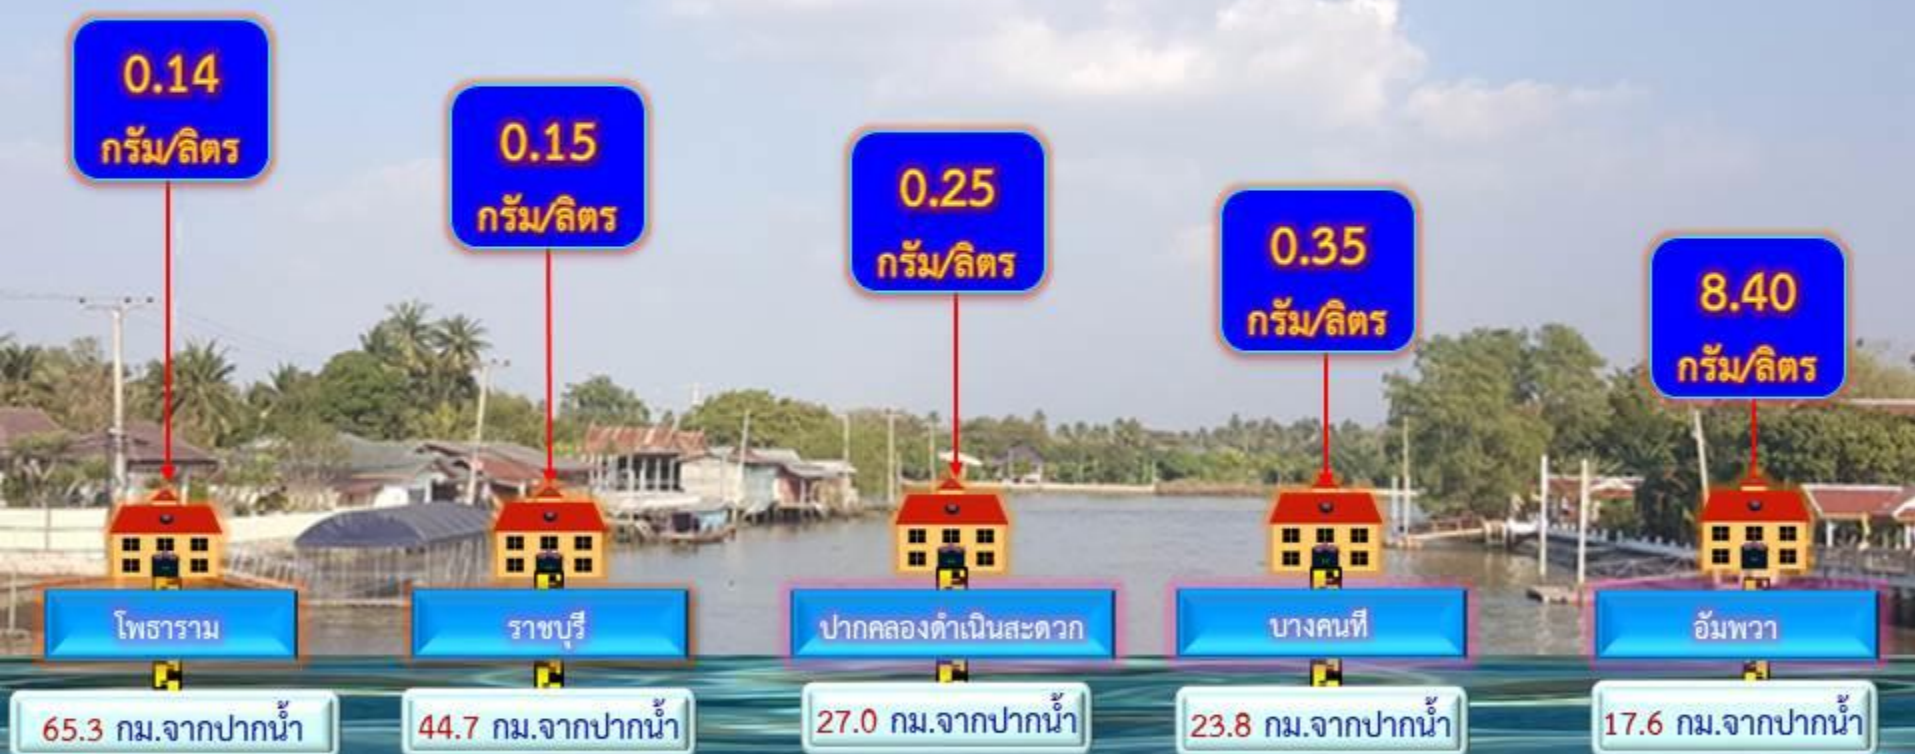 0.14
กรัม/ลิตร
0.15
กรัม/ลิตร
0.25
กรัม/ลิตร
0.35
กรัม/ลิตร
8.40
กรัม/ลิตร
โพธาราม
ราชบุรี
ปากคลองดำเนินสะดวก
บางคนที
อัมพวา
65.3 กม.จากปากน้ำ
44.7 กม.จากปากน้ำ
27.0 กม.จากปากน้ำ
23.8 กม.จากปากน้ำ
17.6 กม.จากปากน้ำ